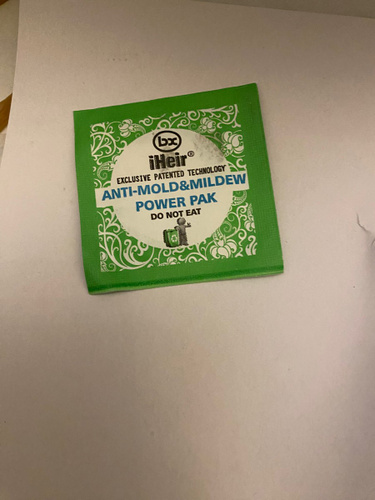 bx
iHeir®
EXCLUSIVE PATENTED TECHNOLOGY
ANTI-MOLD&MILDEW
POWER PAK
DO NOT EAT